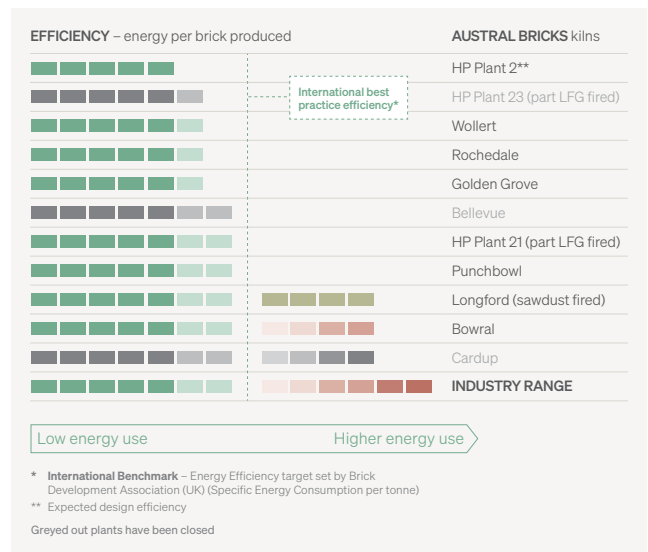 EFFICIENCY – energy per brick produced
AUSTRAL BRICKS kilns
HP Plant 2**
International best
practice efficiency*
HP Plant 23 (part LFG fired)
Wollert
Rochedale
Golden Grove
Bellevue
HP Plant 21 (part LFG fired)
Punchbowl
Longford (sawdust fired)
Bowral
Cardup
INDUSTRY RANGE
Low energy use
Higher energy use
* International Benchmark – Energy Efficiency target set by Brick
Development Association (UK) (Specific Energy Consumption per tonne)
** Expected design efficiency
Greyed out plants have been closed